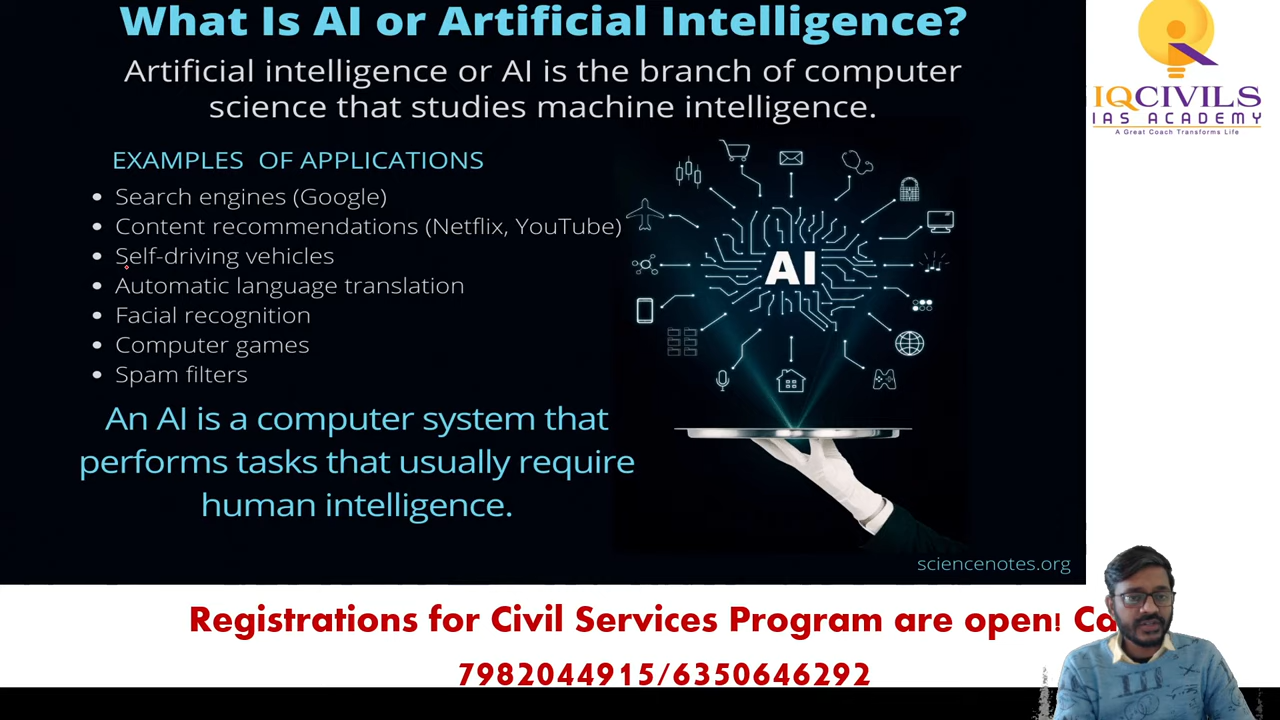 What Is AI or Artificial Intelligence?
Artificial intelligence or AI is the branch of computer
science that studies machine intelligence.
EXAMPLES OF APPLICATIONS
• Search engines (Google)
• Content recommendations (Netflix, YouTube)
• Self-driving vehicles
• Automatic language translation
• Facial recognition
• Computer games
• Spam filters
An AI is a computer system that
performs tasks that usually require
human intelligence.
AI
sciencenotes.org
IQCIVILS
IAS ACADEMY
A Great Coach Transforms Life
Registrations for Civil Services Program are open!
7982044915/6350646292